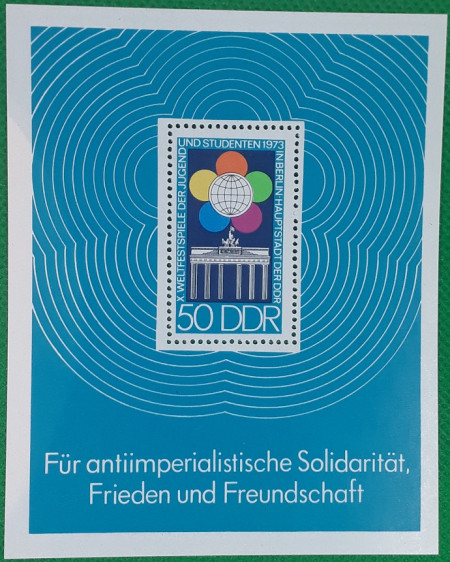 X. WELTFESTSPIELE DER JUGEND
UND STUDENTEN 1973
IN BERLIN·HAUPTSTADT DER DDR
50 DDR
Für antiimperialistische Solidarität,
Frieden und Freundschaft